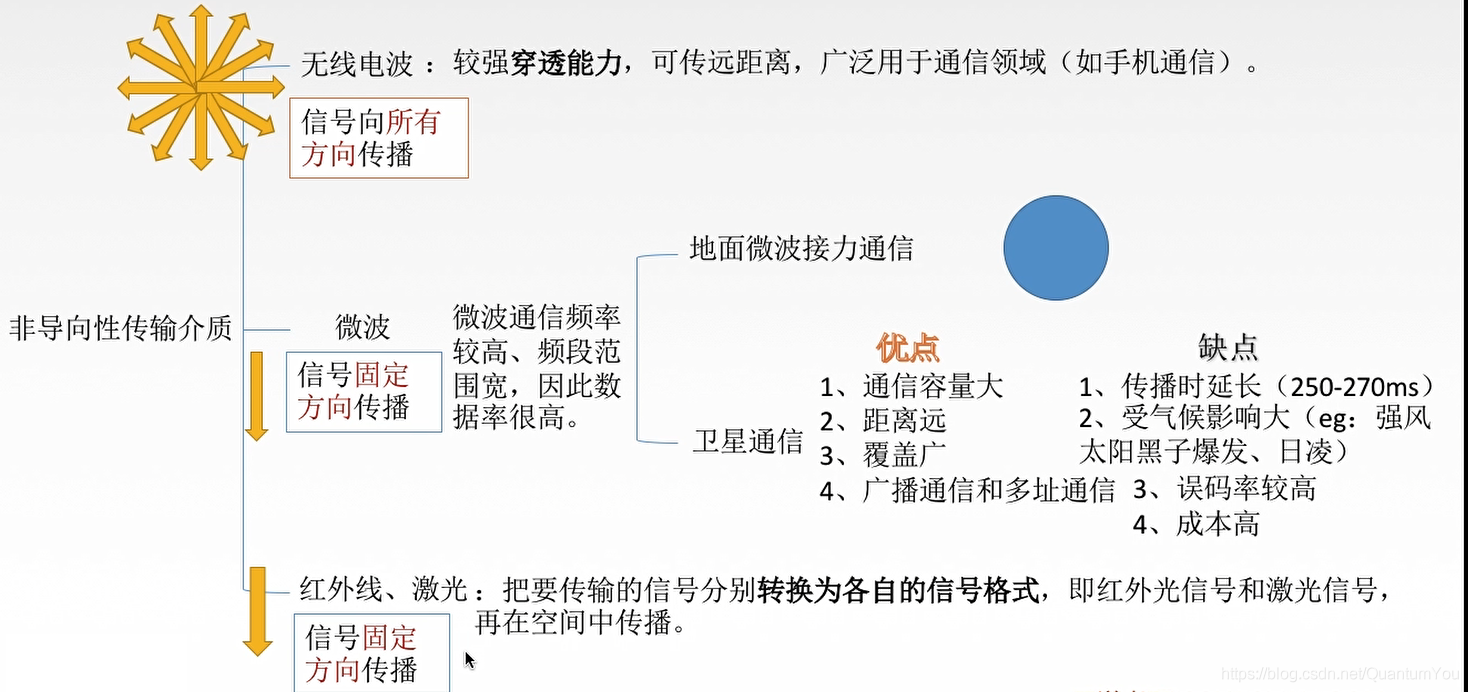 无线电波：较强穿透能力，可传远距离，广泛用于通信领域（如手机通信）。
信号向所有
方向传播
非导向性传输介质
微波
信号固定
方向传播
微波通信频率
较高、频段范
围宽，因此数
据率很高。
地面微波接力通信
卫星通信
优点
1、通信容量大
2、距离远
3、覆盖广
4、广播通信和多址通信
缺点
1、传播时延长（250-270ms）
2、受气候影响大（eg：强风
太阳黑子爆发、日凌）
3、误码率较高
4、成本高
红外线、激光：把要传输的信号分别转换为各自的信号格式，即红外光信号和激光信号，
再在空间中传播。
信号固定
方向传播
https://blog.csdn.net/QuantumYou